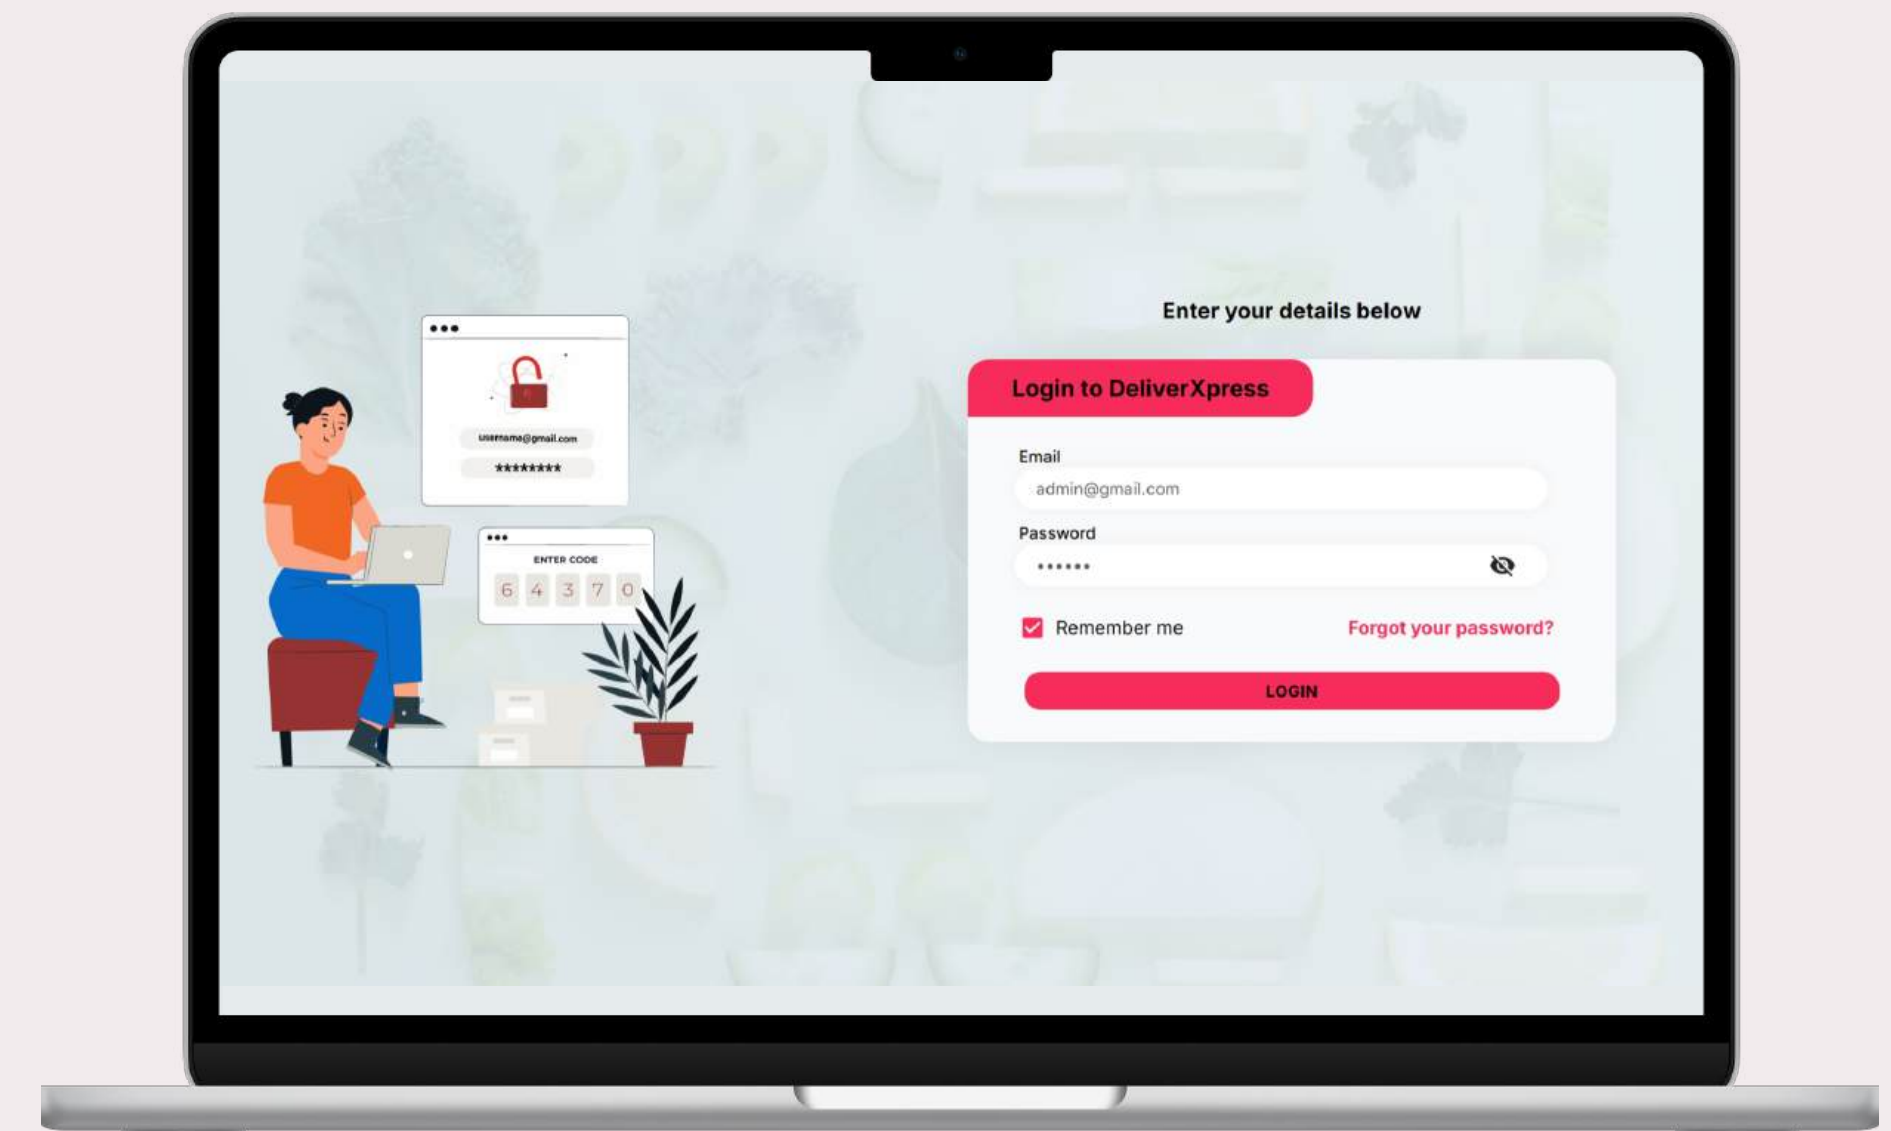 username@gmail.com
********
ENTER CODE
6 4 3 7 0
Enter your details below
Login to DeliverXpress
Email
admin@gmail.com
Password
••••••
Remember me
Forgot your password?
LOGIN